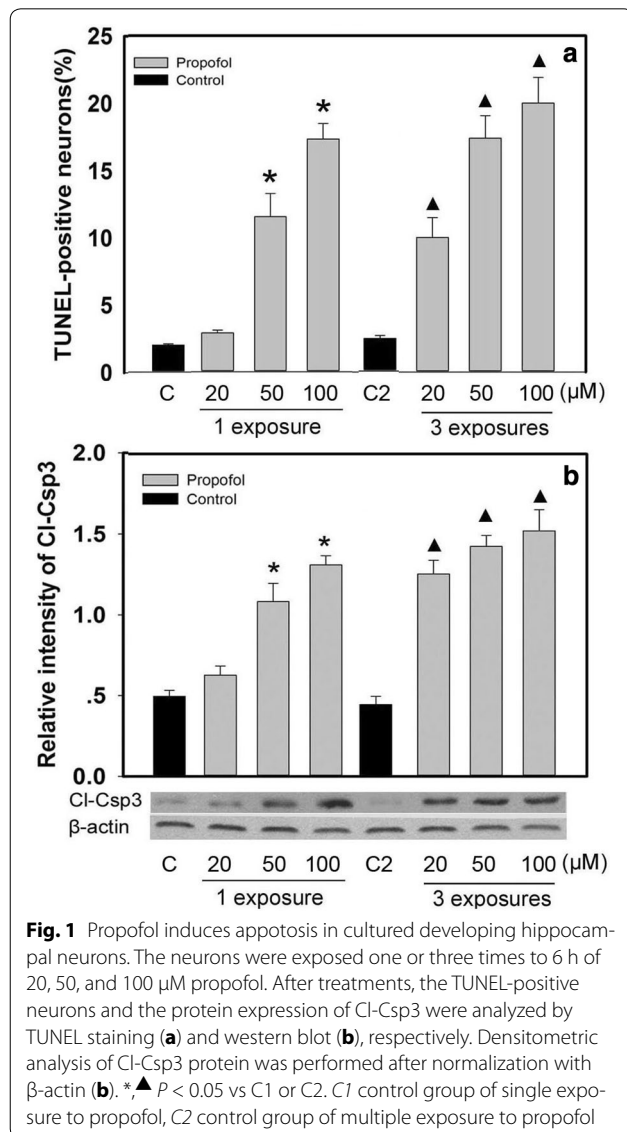 a
25
20
15
10
5
0
TUNEL-positive neurons(%)
Propofol
Control
* *
▲ ▲ ▲
C 20 50 100 C2 20 50 100 (μM)
1 exposure 3 exposures
b
2.0
1.5
1.0
.5
0.0
Relative intensity of Cl-Csp3
Propofol
Control
* *
▲ ▲ ▲
Cl-Csp3
β-actin
C 20 50 100 C2 20 50 100 (μM)
1 exposure 3 exposures
Fig. 1 Propofol induces appotosis in cultured developing hippocam-
pal neurons. The neurons were exposed one or three times to 6 h of
20, 50, and 100 μM propofol. After treatments, the TUNEL-positive
neurons and the protein expression of Cl-Csp3 were analyzed by
TUNEL staining (a) and western blot (b), respectively. Densitometric
analysis of Cl-Csp3 protein was performed after normalization with
β-actin (b). *,▲ P < 0.05 vs C1 or C2. C1 control group of single expo-
sure to propofol, C2 control group of multiple exposure to propofol